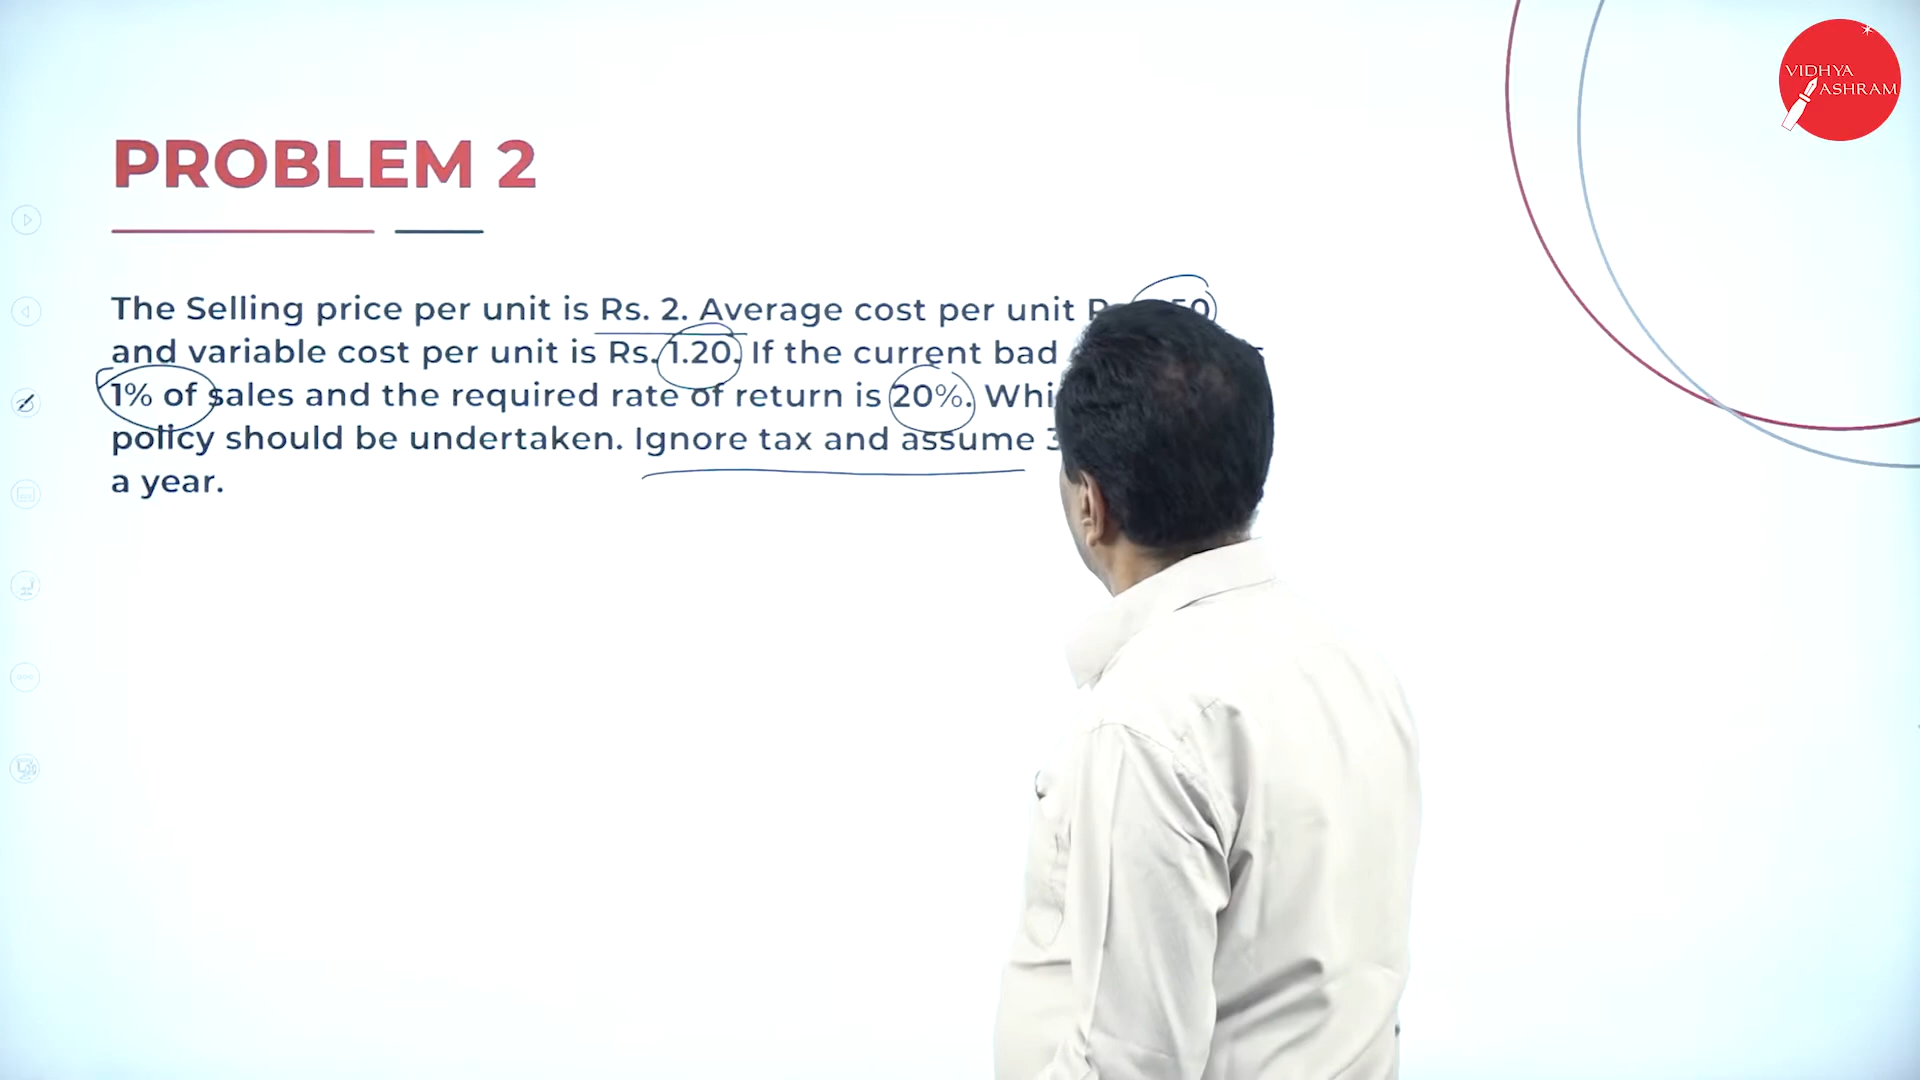 VIDHYA
ASHRAM
PROBLEM 2
The Selling price per unit is Rs. 2. Average cost per unit
and variable cost per unit is Rs. 1.20. If the current bad
1% of sales and the required rate of return is 20%.
policy should be undertaken. Ignore tax and assume
a year.